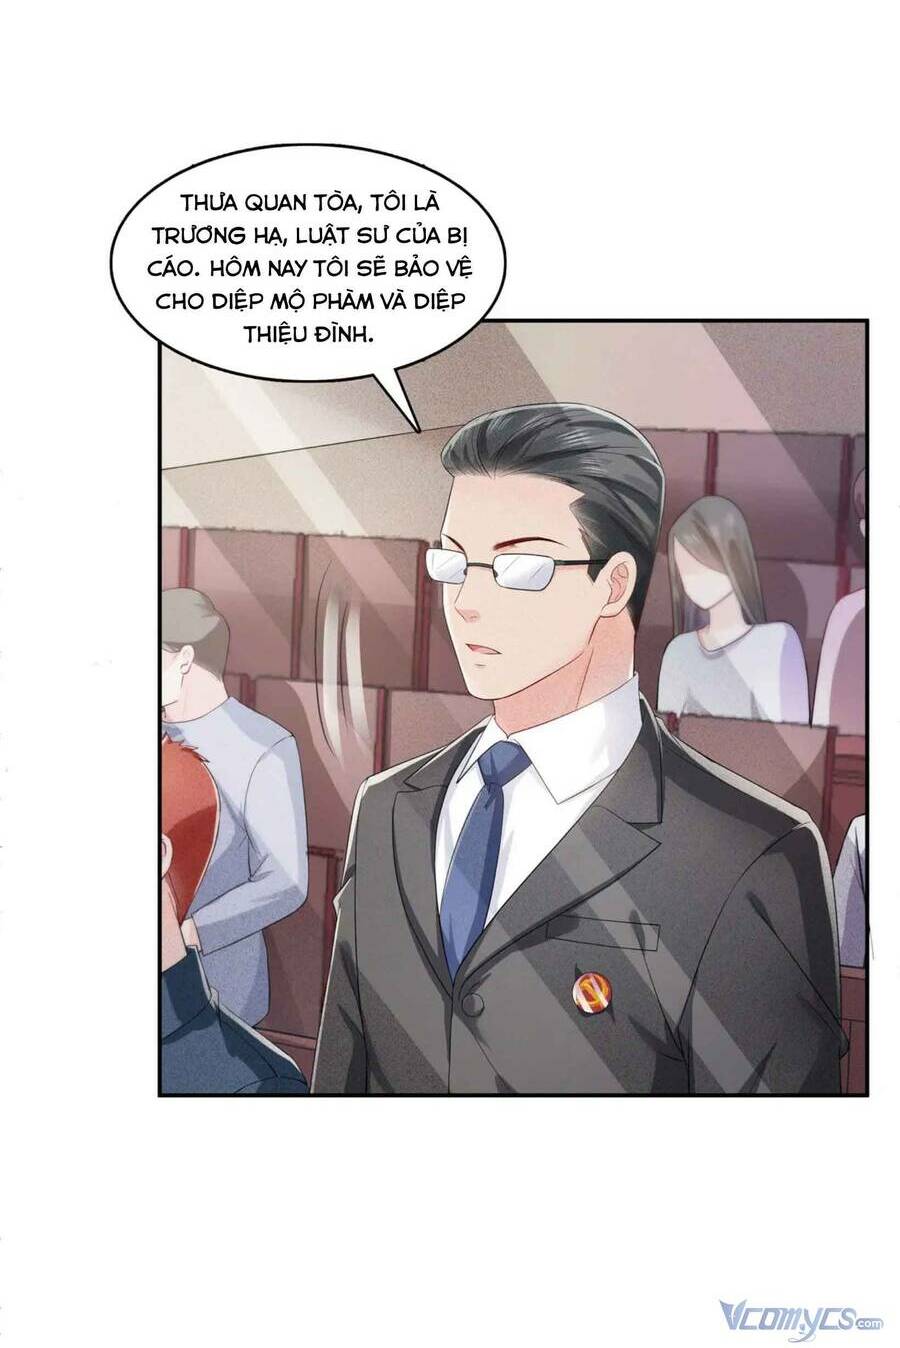 THƯA QUAN TÒA, TÔI LÀ
TRƯƠNG HẠ, LUẬT SƯ CỦA BỊ
CÁO. HÔM NAY TÔI SẼ BẢO VỆ
CHO DIỆP MỘ PHÀM VÀ DIỆP
THIỆU ĐÌNH.
VCOMYCS.com